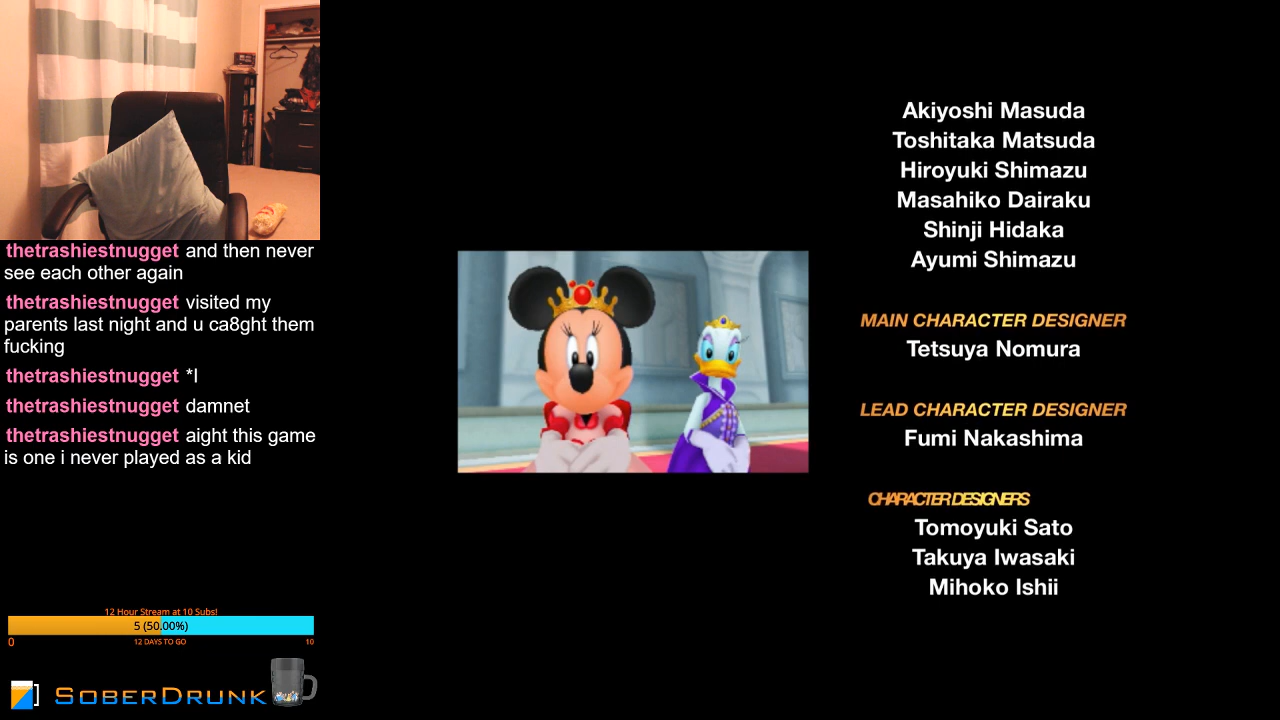 thetrashiestnugget and then never
see each other again
thetrashiestnugget visited my
parents last night and u ca8ght them
fucking
thetrashiestnugget *I
thetrashiestnugget damnet
thetrashiestnugget aight this game
is one i never played as a kid
12 Hour Stream at 10 Subs!
5 (50.00%)
0
12 DAYS TO GO
10
SOBERDRUNK
Akiyoshi Masuda
Toshitaka Matsuda
Hiroyuki Shimazu
Masahiko Dairaku
Shinji Hidaka
Ayumi Shimazu
MAIN CHARACTER DESIGNER
Tetsuya Nomura
LEAD CHARACTER DESIGNER
Fumi Nakashima
CHARACTER DESIGNERS
Tomoyuki Sato
Takuya Iwasaki
Mihoko Ishii